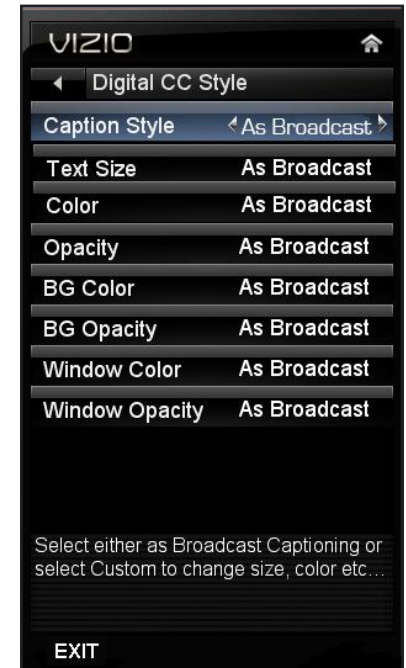 VIZIO
Digital CC Style
Caption Style As Broadcast
Text Size As Broadcast
Color As Broadcast
Opacity As Broadcast
BG Color As Broadcast
BG Opacity As Broadcast
Window Color As Broadcast
Window Opacity As Broadcast
Select either as Broadcast Captioning or
select Custom to change size, color etc...
EXIT